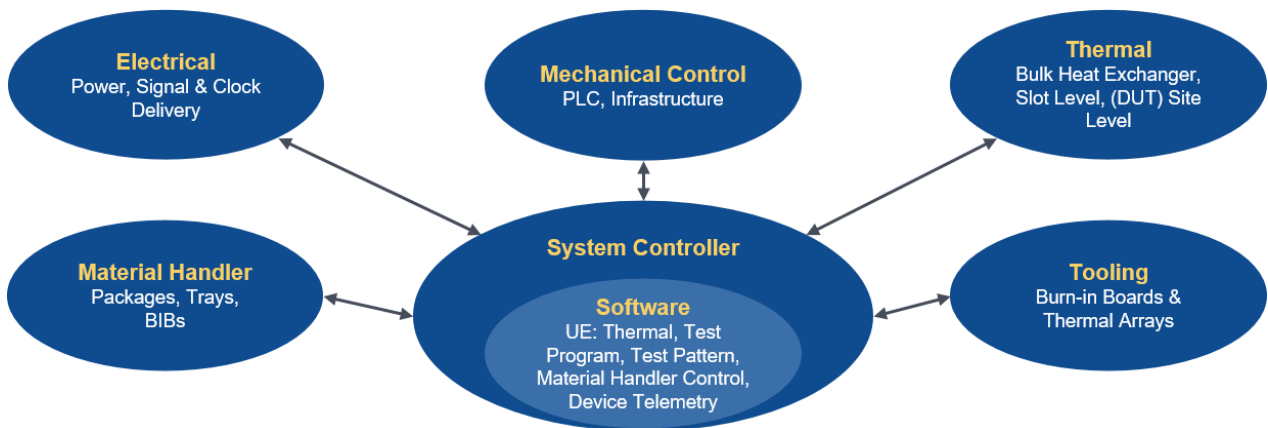 Electrical
Power, Signal & Clock
Delivery
Mechanical Control
PLC, Infrastructure
Thermal
Bulk Heat Exchanger,
Slot Level, (DUT) Site
Level
Material Handler
Packages, Trays,
BIBs
System Controller
Software
UE: Thermal, Test
Program, Test Pattern,
Material Handler Control,
Device Telemetry
Tooling
Burn-in Boards &
Thermal Arrays